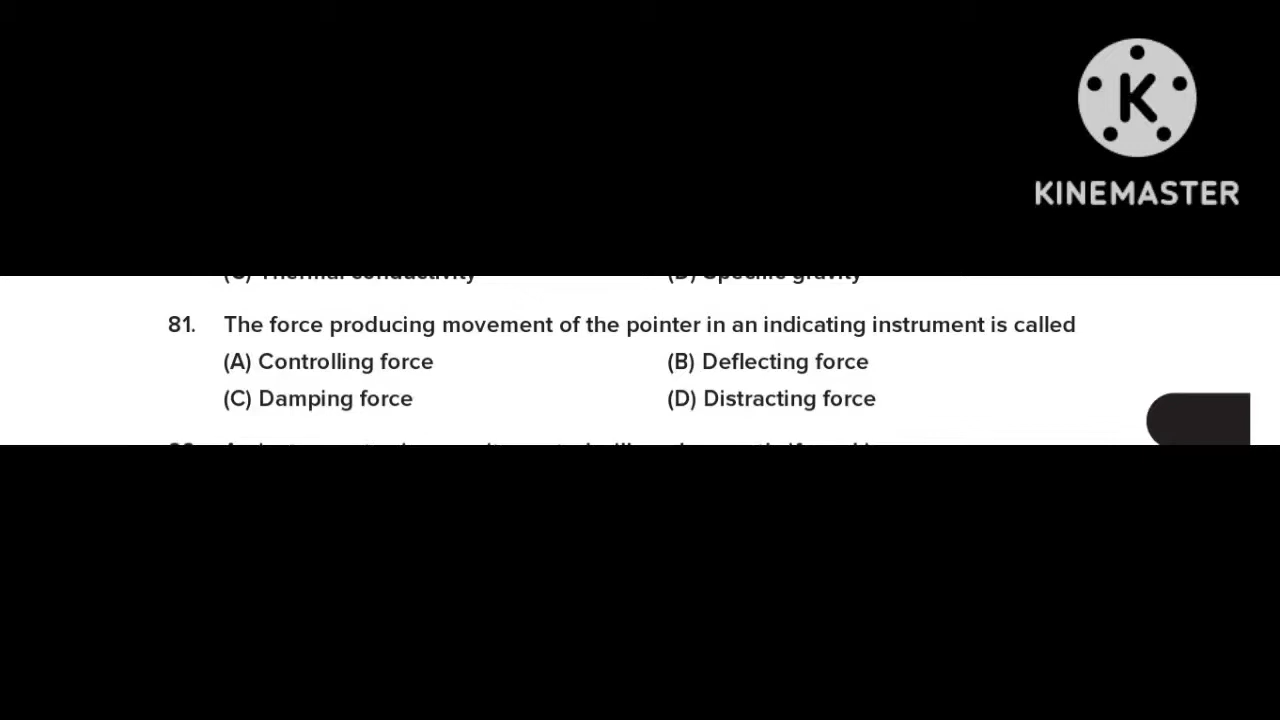 K
KINEMASTER
(C) Thermal conductivity (D) Specific gravity
81. The force producing movement of the pointer in an indicating instrument is called
(A) Controlling force (B) Deflecting force
(C) Damping force (D) Distracting force